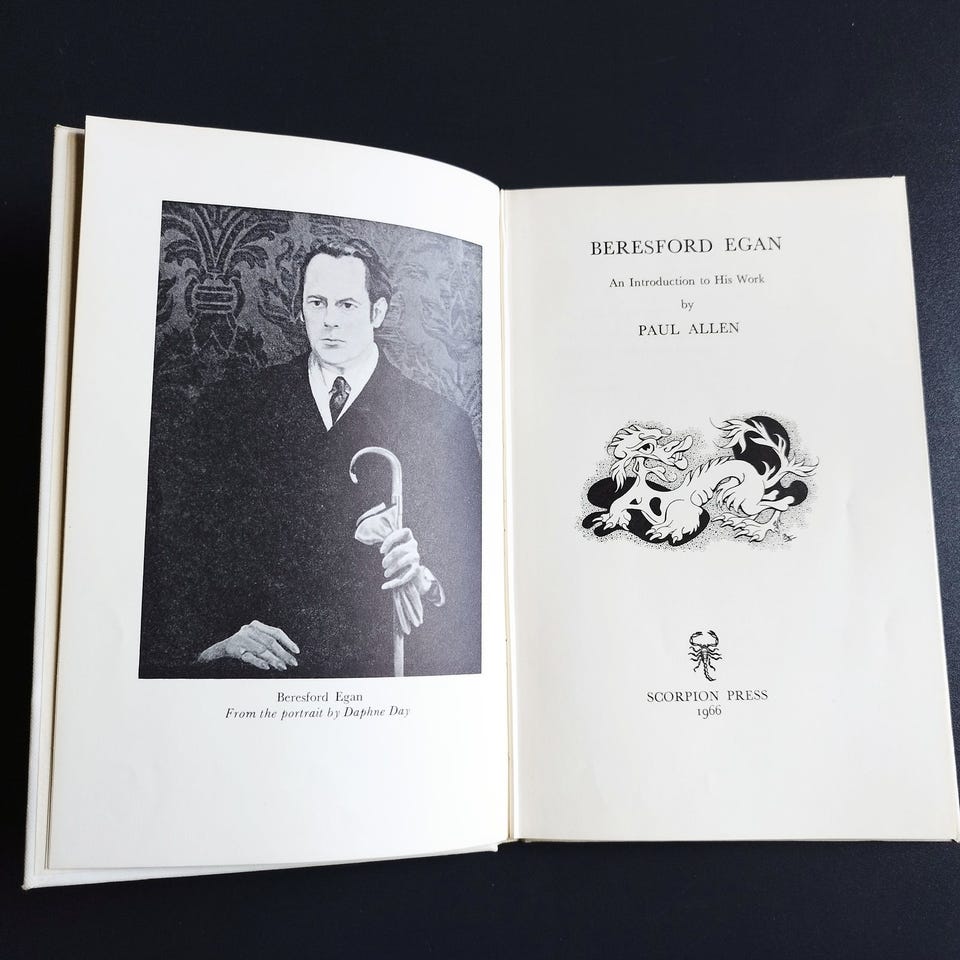 Beresford Egan
From the portrait by Daphne Day
BERESFORD EGAN
An Introduction to His Work
by
PAUL ALLEN
SCORPION PRESS
1966